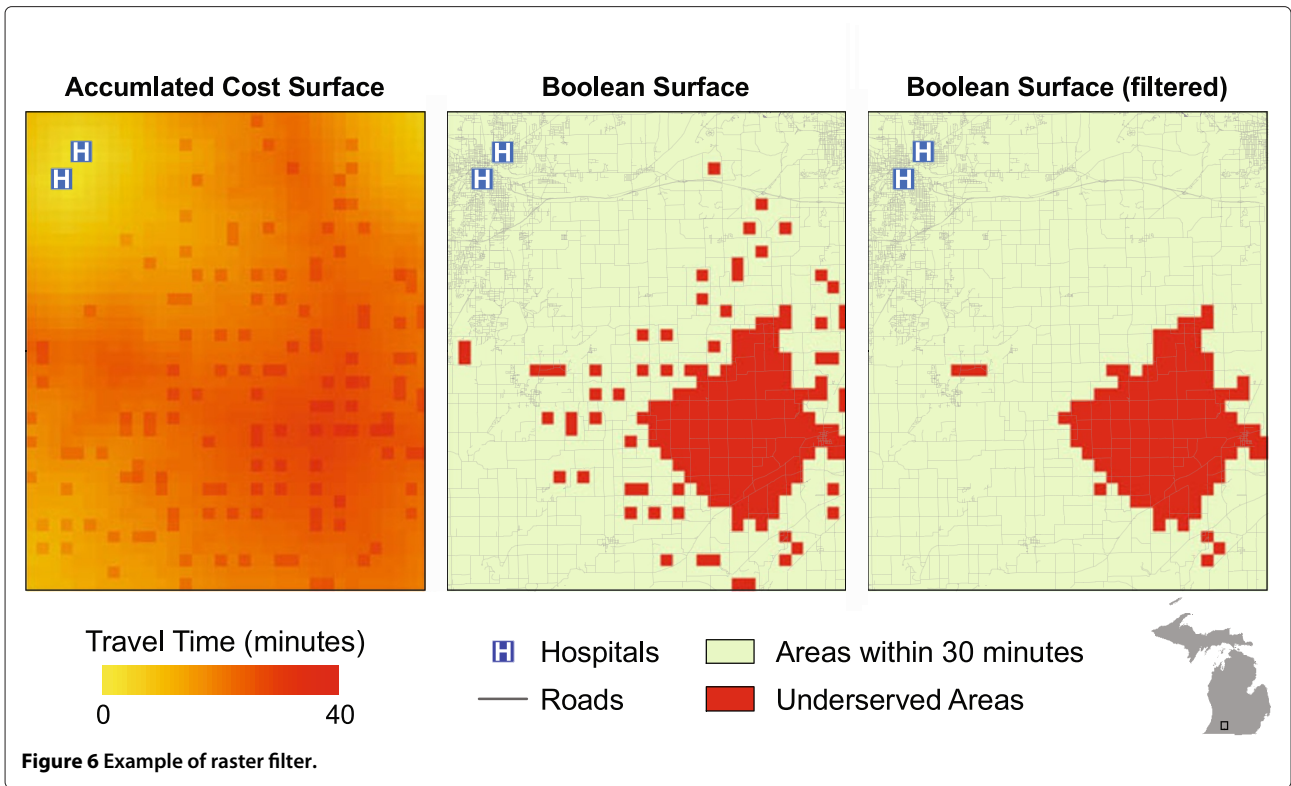 Accumlated Cost Surface
Boolean Surface
Boolean Surface (filtered)
H
H
H
H
H
H
Travel Time (minutes)
0 40
H Hospitals
Roads
Areas within 30 minutes
Underserved Areas
Figure 6 Example of raster filter.